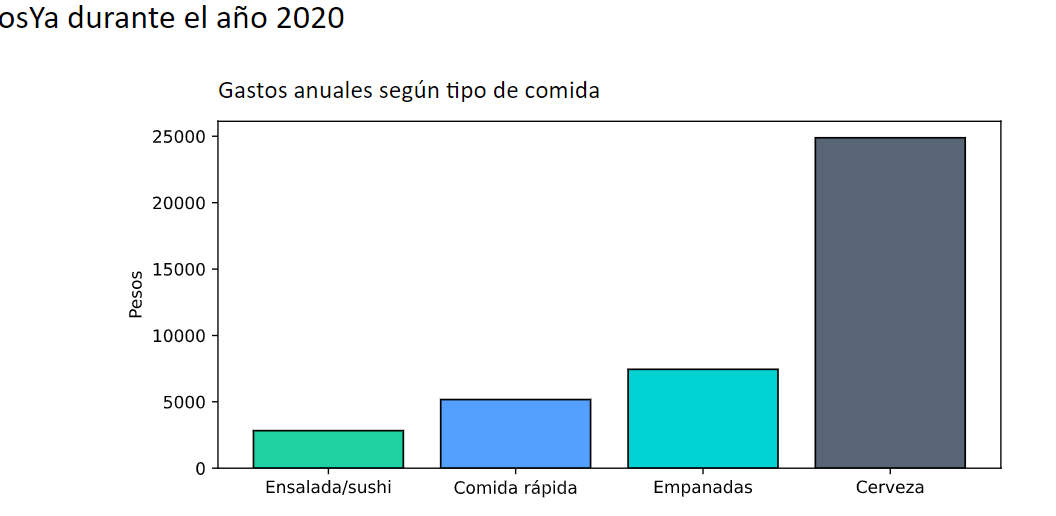 osYa durante el año 2020
Gastos anuales según tipo de comida
25000
20000
15000
10000
5000
0
Pesos
Ensalada/sushi
Comida rápida
Empanadas
Cerveza